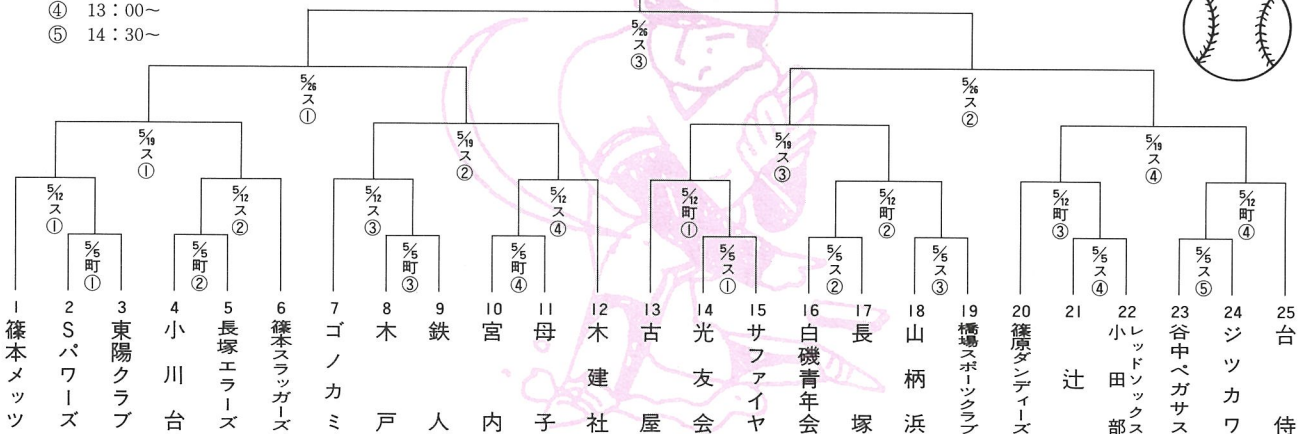 ④ 13：00～
⑤ 14：30～
5/26 ス ③
5/26 ス ①
5/26 ス ②
5/19 ス ①
5/19 ス ②
5/19 ス ③
5/19 ス ④
5/12 ス ①
5/12 ス ②
5/12 ス ③
5/12 ス ④
5/12 町 ①
5/12 町 ②
5/12 町 ③
5/12 町 ④
5/5 町 ①
5/5 町 ②
5/5 町 ③
5/5 町 ④
5/5 ス ①
5/5 ス ②
5/5 ス ③
5/5 ス ④
5/5 ス ⑤
1 篠本メッツ
2 Sパワーズ
3 東陽クラブ
4 小川台
5 長塚エラーズ
6 篠本スラッガーズ
7 ゴノカミ
8 木戸
9 鉄人
10 宮内
11 母子
12 木建社
13 古屋
14 光友会
15 サファイヤ
16 白磯青年会
17 長塚
18 山柄浜
19 橋場スポーツクラブ
20 篠原ダンディーズ
21 辻
22 小田部レッドソックス
23 谷中ペガサス
24 ジツカワ
25 台侍